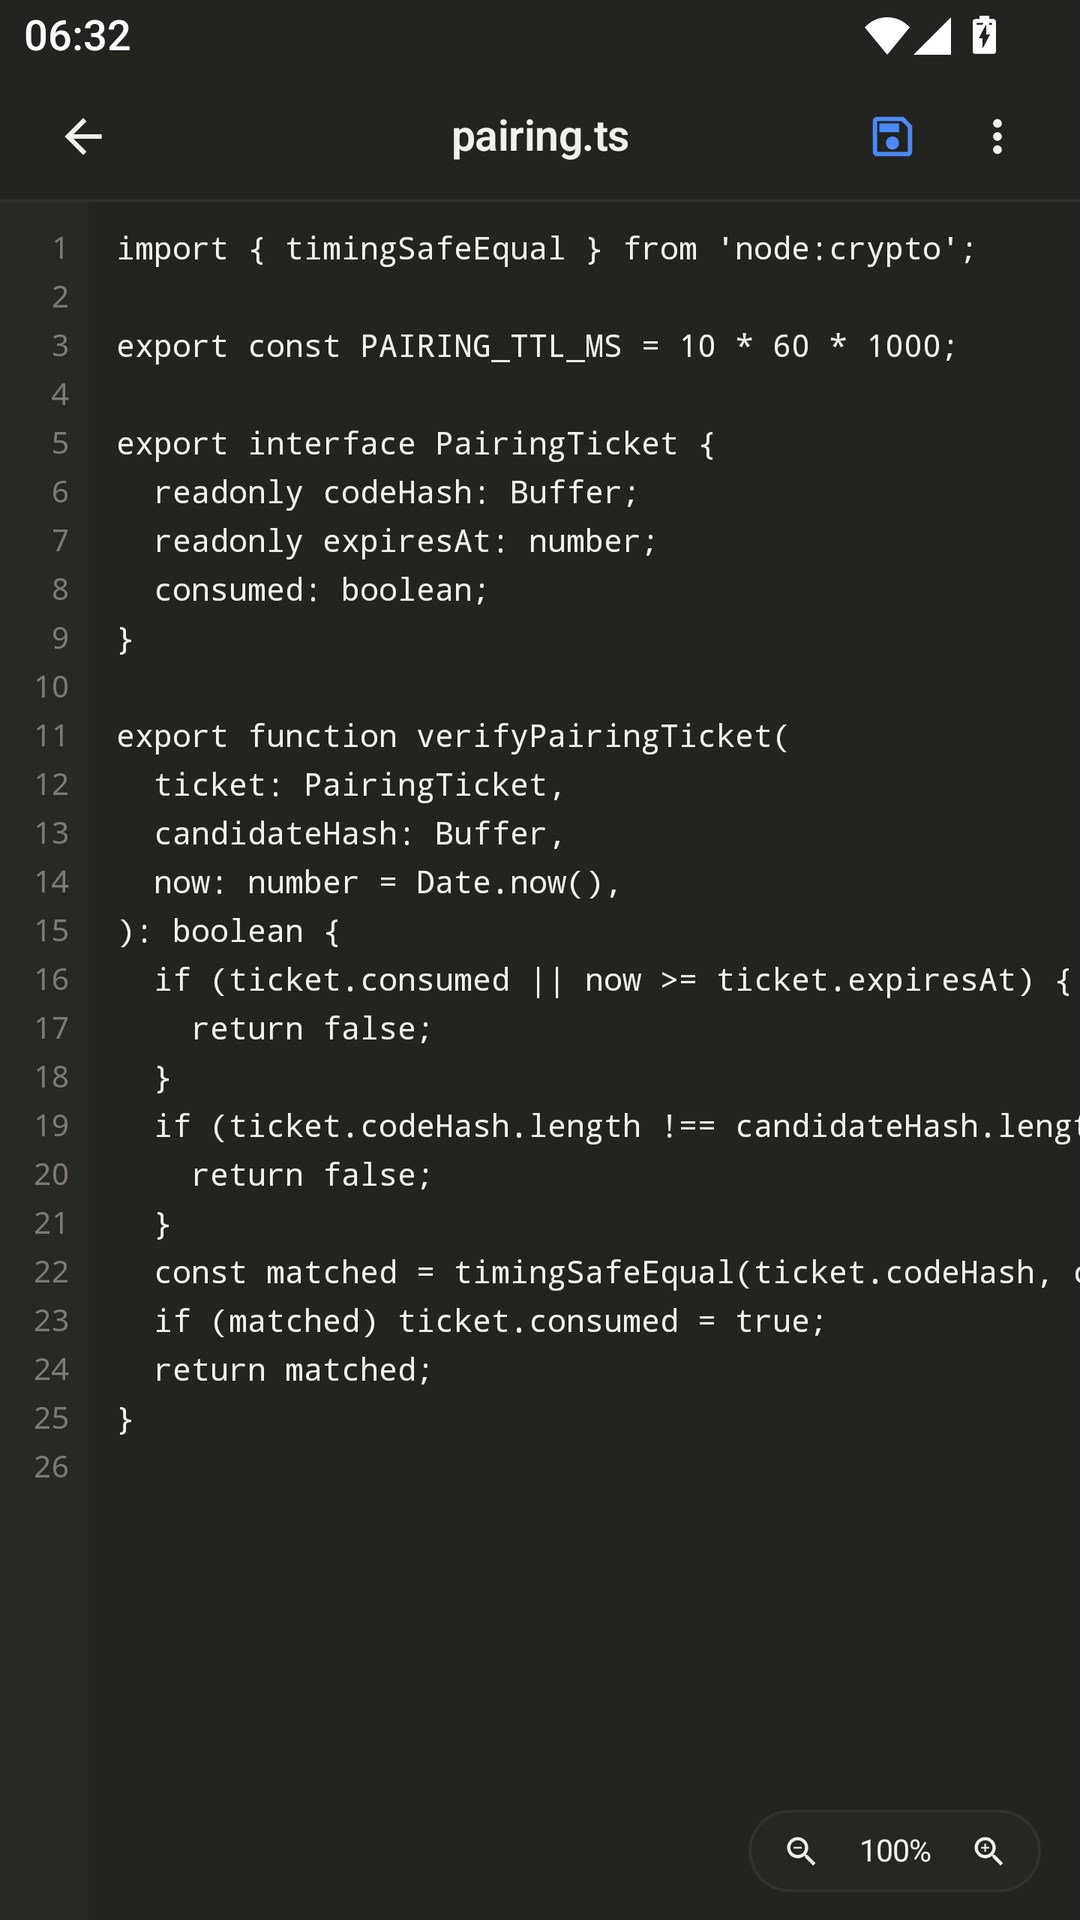 06:32
pairing.ts
1 import { timingSafeEqual } from 'node:crypto';
2
3 export const PAIRING_TTL_MS = 10 * 60 * 1000;
4
5 export interface PairingTicket {
6   readonly codeHash: Buffer;
7   readonly expiresAt: number;
8   consumed: boolean;
9 }
10
11 export function verifyPairingTicket(
12   ticket: PairingTicket,
13   candidateHash: Buffer,
14   now: number = Date.now(),
15 ): boolean {
16   if (ticket.consumed || now >= ticket.expiresAt) {
17     return false;
18   }
19   if (ticket.codeHash.length !== candidateHash.lengt
20     return false;
21   }
22   const matched = timingSafeEqual(ticket.codeHash,
23   if (matched) ticket.consumed = true;
24   return matched;
25 }
26
100%